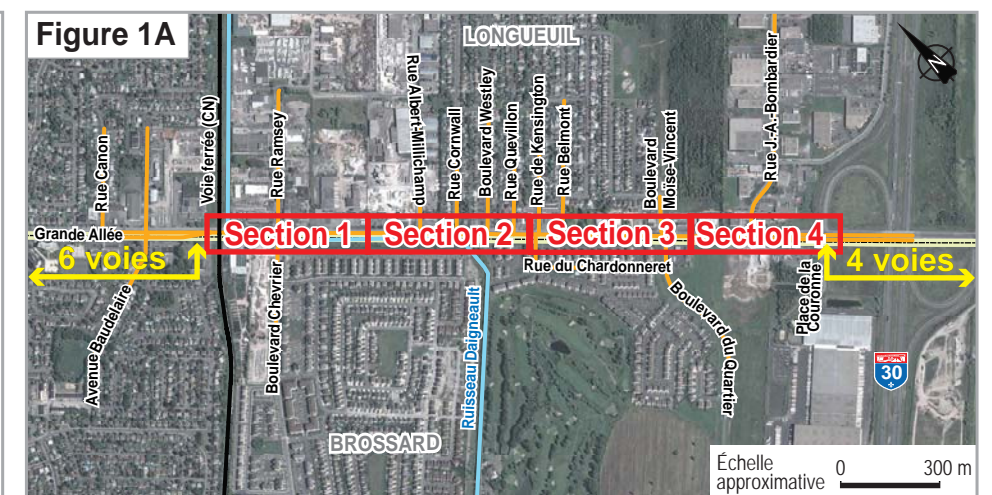 Figure 1A
LONGUEUIL
N
Rue Canon
Voie ferrée (CN)
Rue Ramsey
Rue Albert-Millichamp
Rue Cornwall
Boulevard Westley
Rue Quevillon
Rue de Kensington
Rue Belmont
Boulevard
Moïse-Vincent
Rue J.-A.-Bombardier
Grande Allée
Section 1
Section 2
Section 3
Section 4
6 voies
4 voies
Avenue Baudelaire
Boulevard Chevrier
Ruisseau Daigneault
Rue du Chardonneret
Boulevard du Quartier
Place de la
Couronne
30
BROSSARD
Échelle
approximative
0
300 m